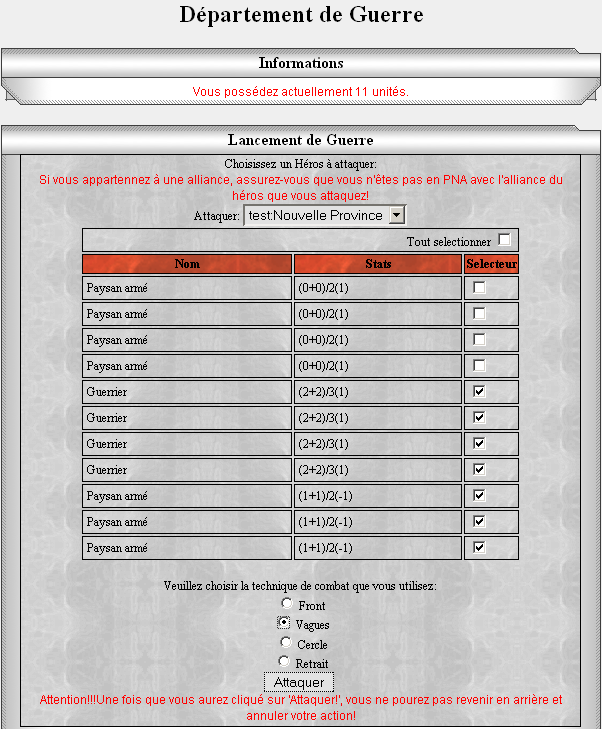 Département de Guerre
Informations
Vous possédez actuellement 11 unités.
Lancement de Guerre
Choisissez un Héros à attaquer:
Si vous appartennez à une alliance, assurez-vous que vous n'êtes pas en PNA avec l'alliance du
héros que vous attaquez!
Attaquer: test:Nouvelle Province
Tout selectionner
Nom Stats Selecteur
Paysan armé (0+0)/2(1)
Paysan armé (0+0)/2(1)
Paysan armé (0+0)/2(1)
Paysan armé (0+0)/2(1)
Guerrier (2+2)/3(1)
Guerrier (2+2)/3(1)
Guerrier (2+2)/3(1)
Guerrier (2+2)/3(1)
Paysan armé (1+1)/2(-1)
Paysan armé (1+1)/2(-1)
Paysan armé (1+1)/2(-1)
Veuillez choisir la technique de combat que vous utilisez:
Front
Vagues
Cercle
Retrait
Attaquer
Attention!!!Une fois que vous aurez cliqué sur 'Attaquer!', vous ne pourez pas revenir en arrière et
annuler votre action!